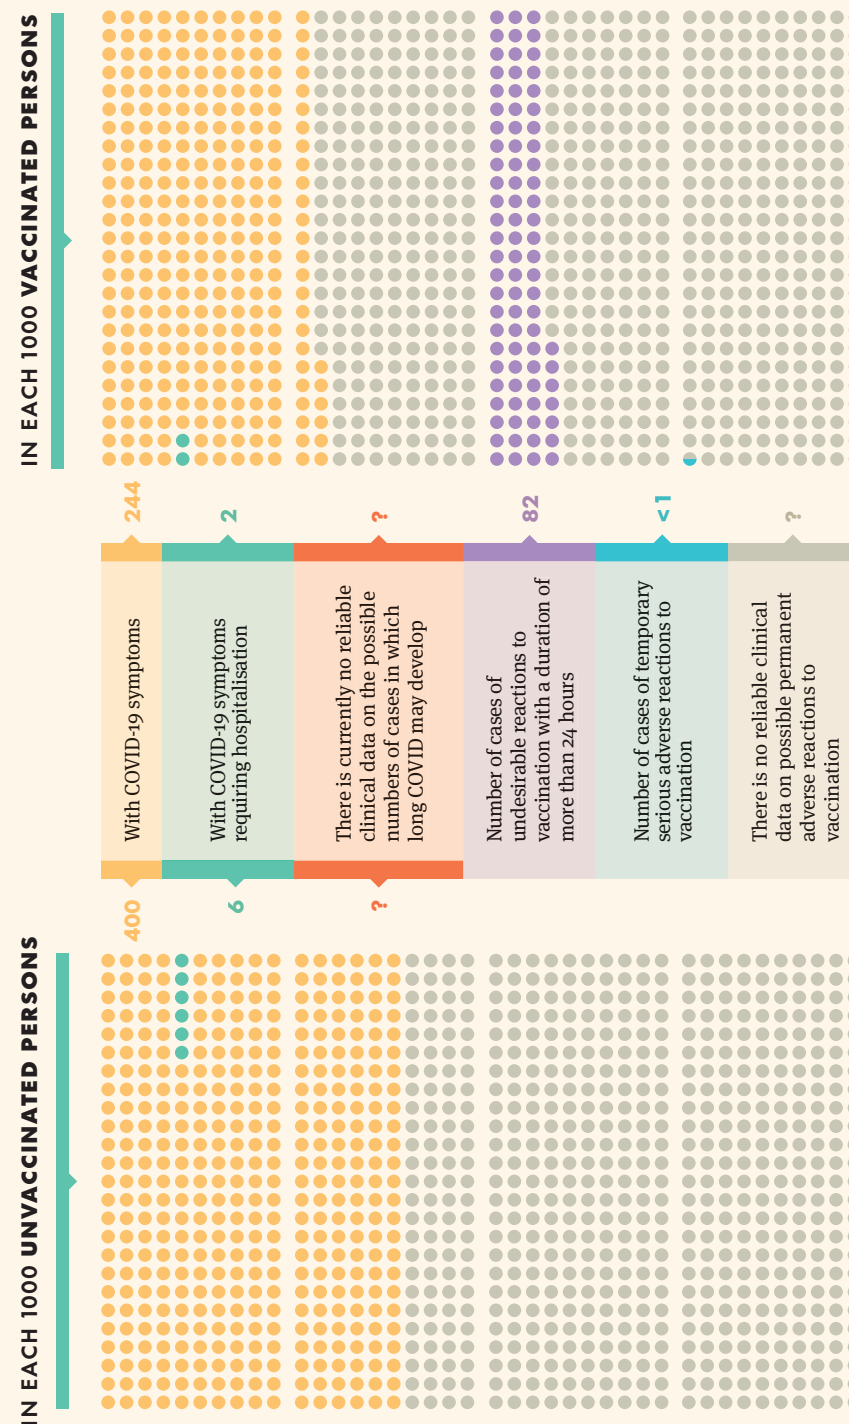 IN EACH 1000 UNVACCINATED PERSONS
IN EACH 1000 VACCINATED PERSONS
400
With COVID-19 symptoms
244
6
With COVID-19 symptoms
requiring hospitalisation
2
?
There is currently no reliable
clinical data on the possible
numbers of cases in which
long COVID may develop
?
Number of cases of
undesirable reactions to
vaccination with a duration of
more than 24 hours
82
Number of cases of temporary
serious adverse reactions to
vaccination
<1
There is no reliable clinical
data on possible permanent
adverse reactions to
vaccination
?